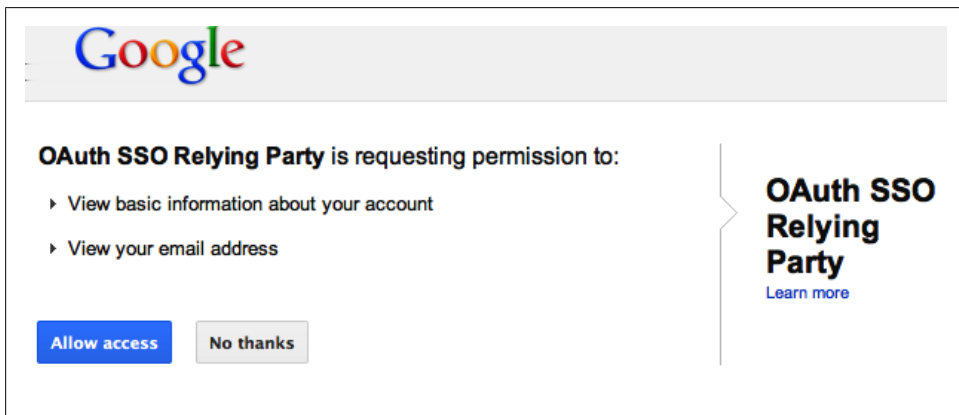 Google
OAuth SSO Relying Party is requesting permission to:
View basic information about your account
View your email address
Allow access
No thanks
OAuth SSO
Relying
Party
Learn more